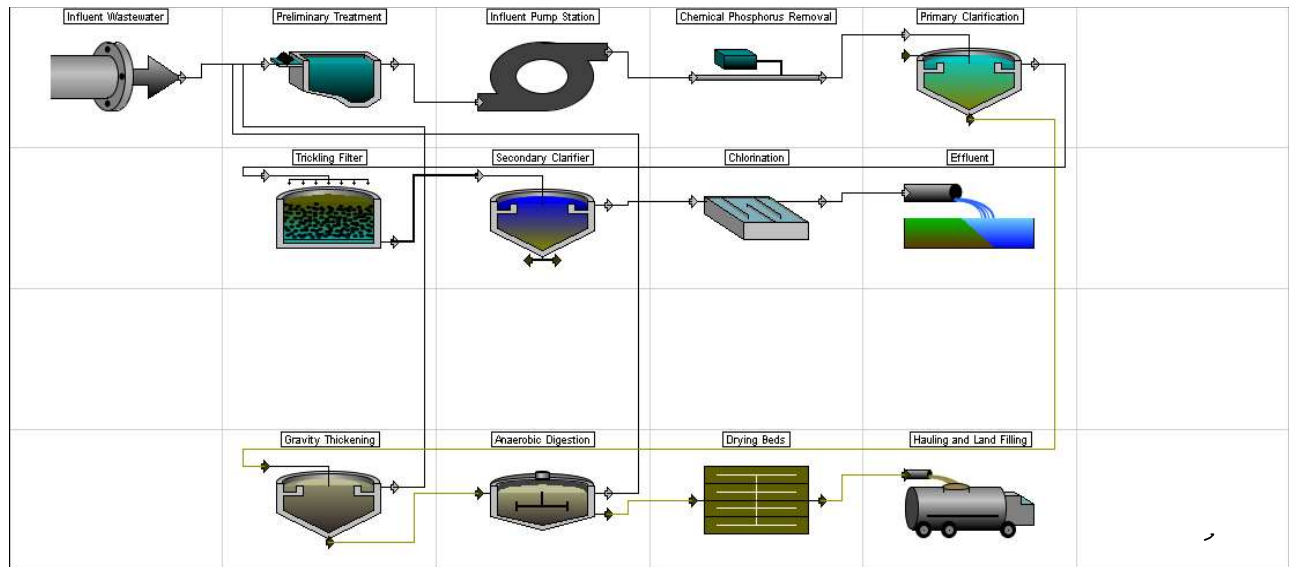 Influent Wastewater
Preliminary Treatment
Influent Pump Station
Chemical Phosphorus Removal
Primary Clarification
Trickling Filter
Secondary Clarifier
Chlorination
Effluent
Gravity Thickening
Anaerobic Digestion
Drying Beds
Hauling and Land Filling